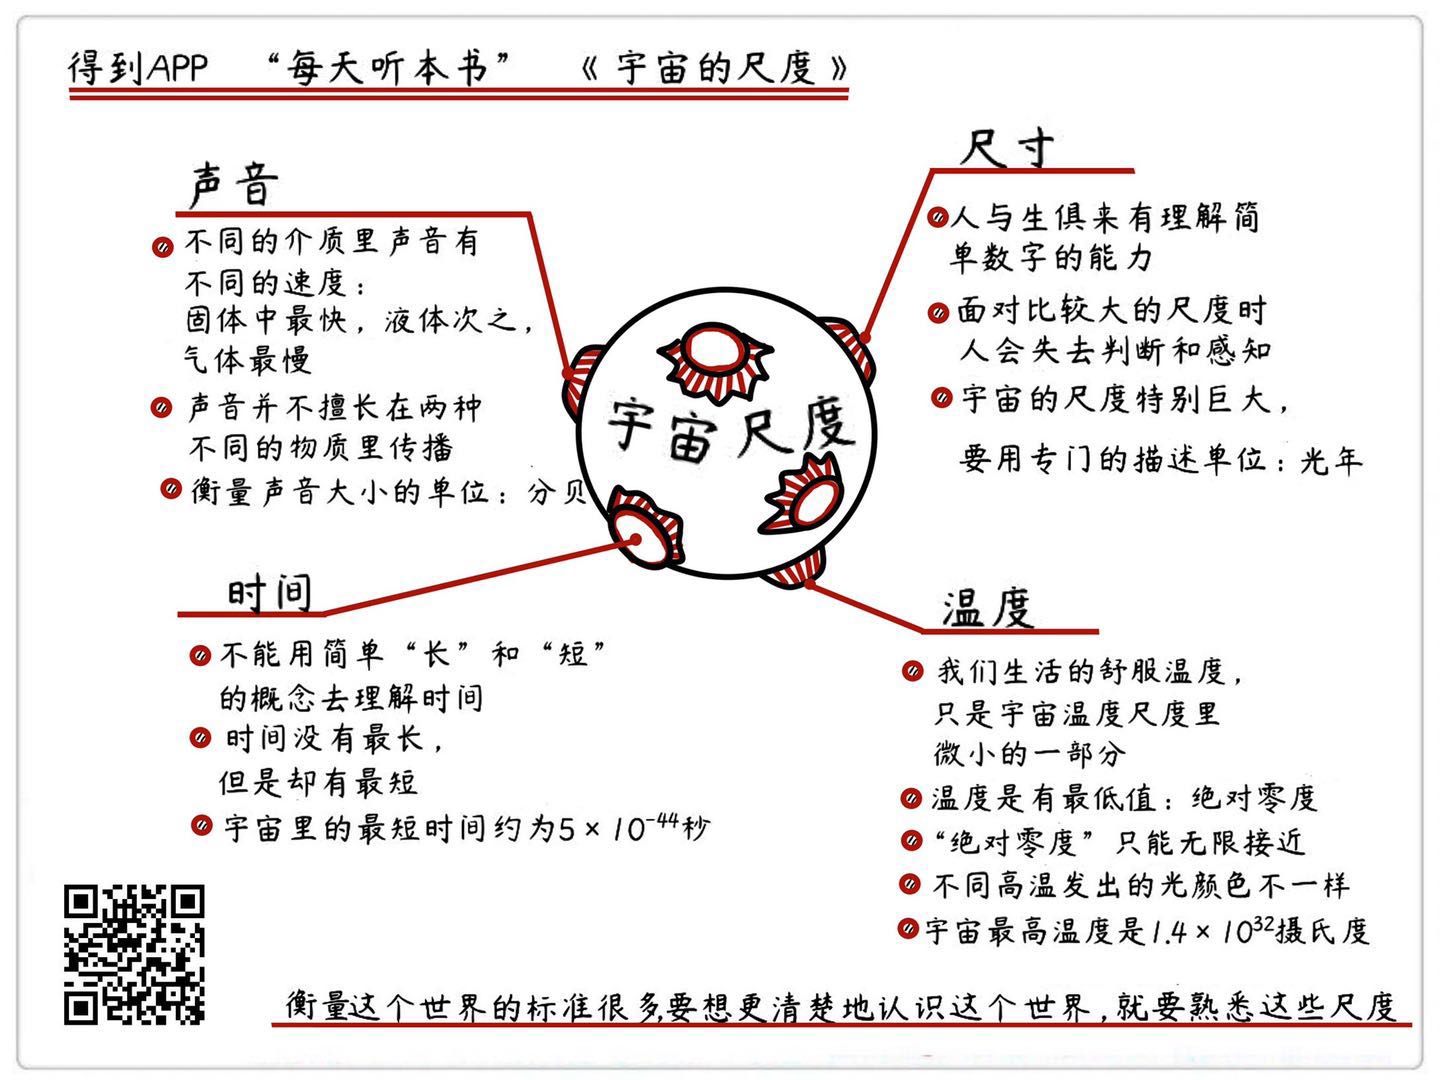 得到APP “每天听本书” 《宇宙的尺度》
声音
不同的介质里声音有
不同的速度：
固体中最快，液体次之，
气体最慢
声音并不擅长在两种
不同的物质里传播
衡量声音大小的单位：分贝
尺寸
人与生俱来有理解简
单数字的能力
面对比较大的尺度时
人会失去判断和感知
宇宙的尺度特别巨大，
要用专门的描述单位：光年
宇宙尺度
时间
不能用简单“长”和“短”
的概念去理解时间
时间没有最长，
但是却有最短
宇宙里的最短时间约为5×10⁻⁴⁴秒
温度
我们生活的舒服温度，
只是宇宙温度尺度里
微小的一部分
温度是有最低值：绝对零度
“绝对零度”只能无限接近
不同高温发出的光颜色不一样
宇宙最高温度是1.4×10³²摄氏度
衡量这个世界的标准很多,要想更清楚地认识这个世界,就要熟悉这些尺度